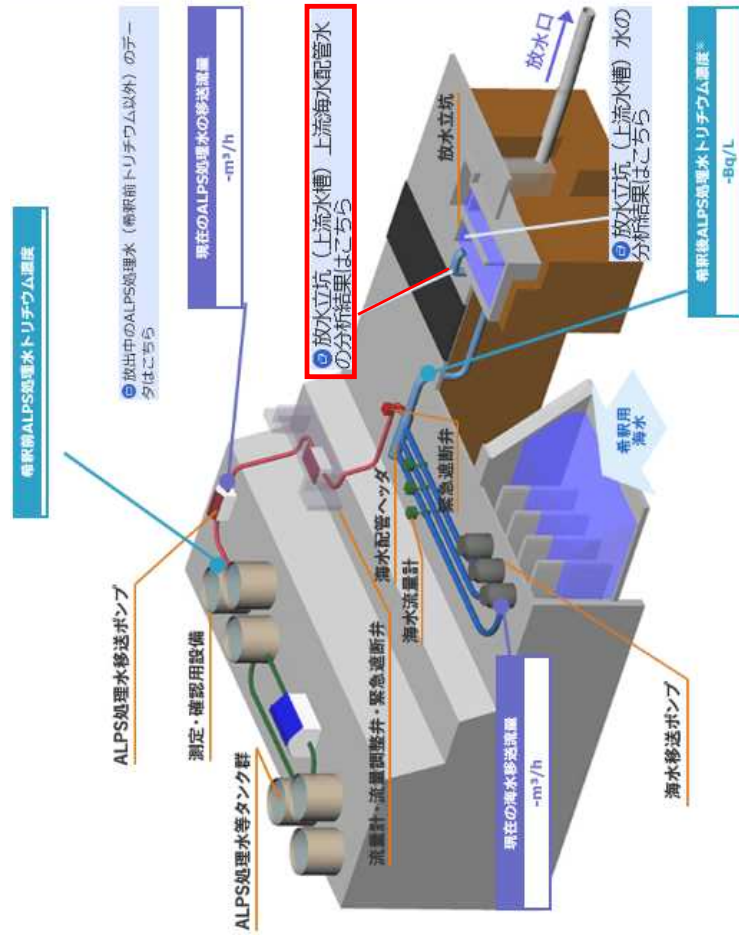 希釈前ALPS処理水トリチウム濃度
放出中のALPS処理水（希釈前トリチウム以外）のデー
タはこちら
現在のALPS処理水の移送流量
-m³/h
放水立坑（上流水槽）上流海水配管水
の分析結果はこちら
放水口
放水立坑
放水立坑（上流水槽）水の
分析結果はこちら
希釈後ALPS処理水トリチウム濃度※
-Bq/L
ALPS処理水移送ポンプ
測定・確認用設備
ALPS処理水等タンク群
流量計・流量調整弁・緊急遮断弁
海水配管ヘッダ
海水流量計
緊急遮断弁
希釈用
海水
現在の海水移送流量
-m³/h
海水移送ポンプ